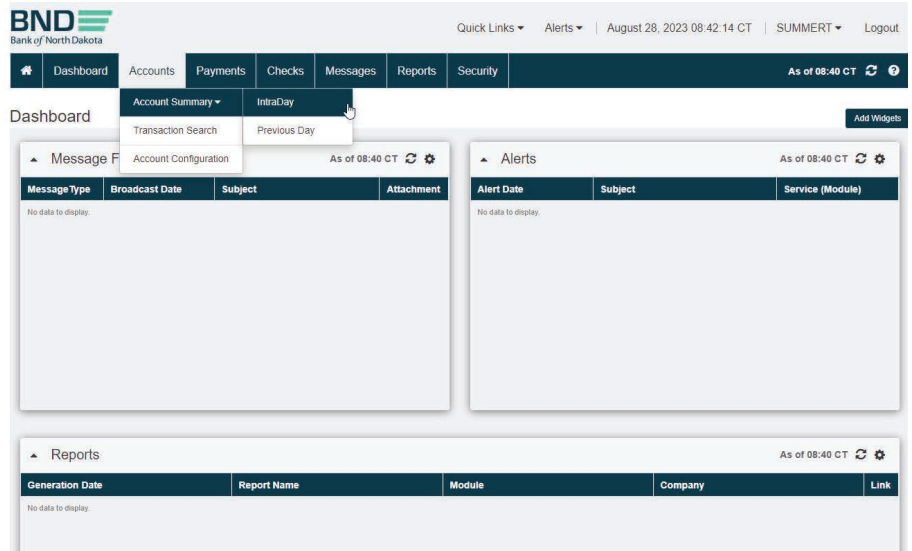 BND
Bank of North Dakota
Quick Links Alerts August 28, 2023 08:42:14 CT SUMMERT Logout
Dashboard Accounts Payments Checks Messages Reports Security As of 08:40 CT
Account Summary IntraDay
Dashboard Add Widgets
Transaction Search Previous Day
Message F Account Configuration As of 08:40 CT Alerts As of 08:40 CT
Message Type Broadcast Date Subject Attachment Alert Date Subject Service (Module)
No data to display. No data to display.
Reports As of 08:40 CT
Generation Date Report Name Module Company Link
No data to display.